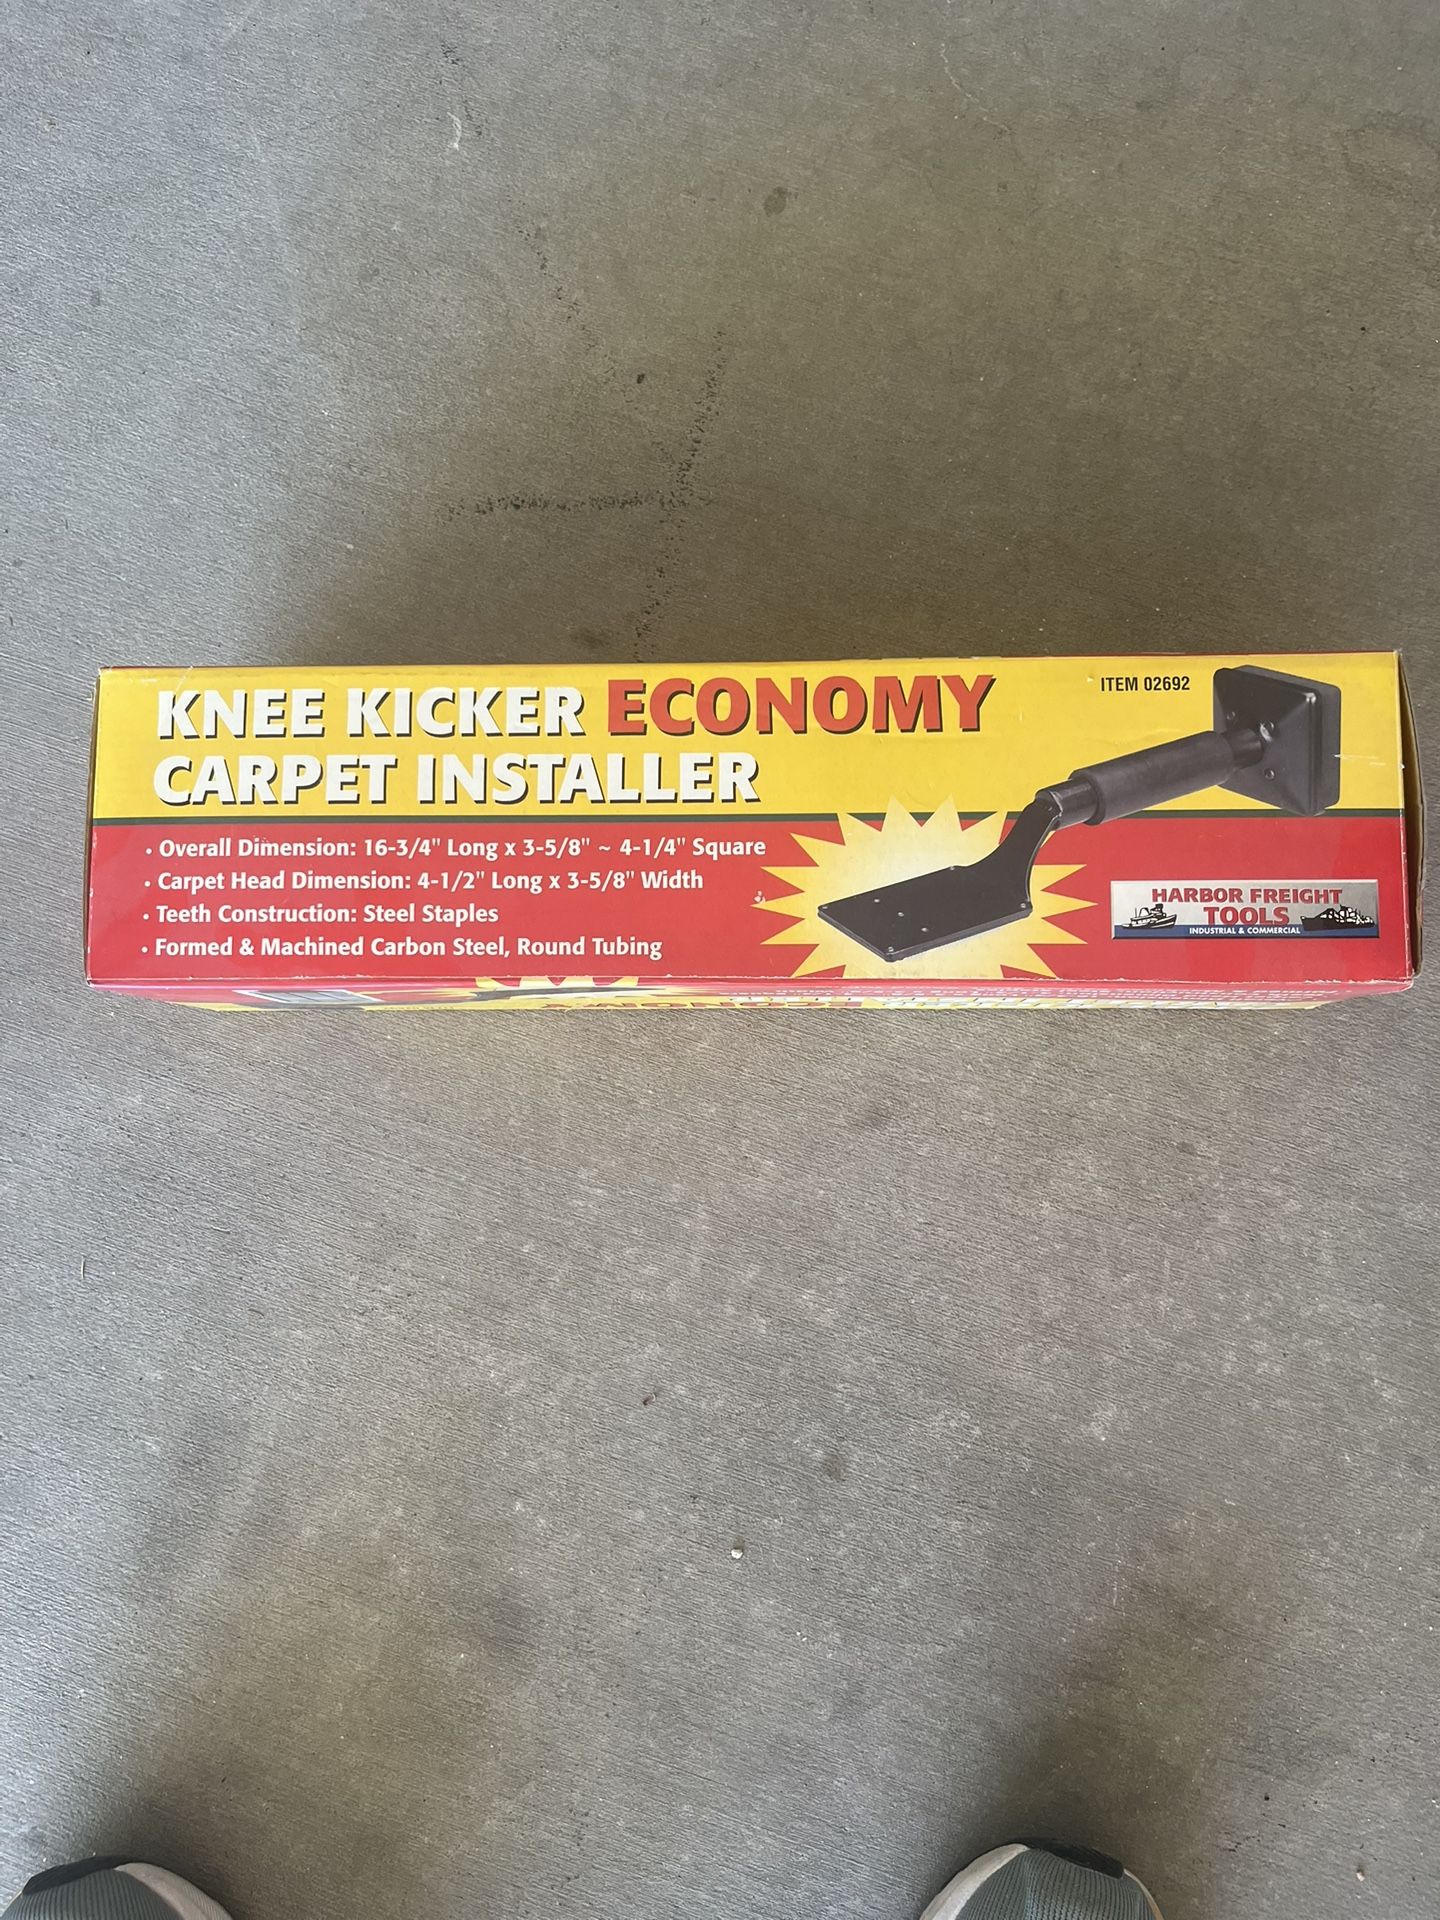 KNEE KICKER ECONOMY
CARPET INSTALLER
ITEM 02692
• Overall Dimension: 16-3/4" Long x 3-5/8" ~ 4-1/4" Square
• Carpet Head Dimension: 4-1/2" Long x 3-5/8" Width
• Teeth Construction: Steel Staples
• Formed & Machined Carbon Steel, Round Tubing
HARBOR FREIGHT
TOOLS
INDUSTRIAL & COMMERCIAL
ECONOMY